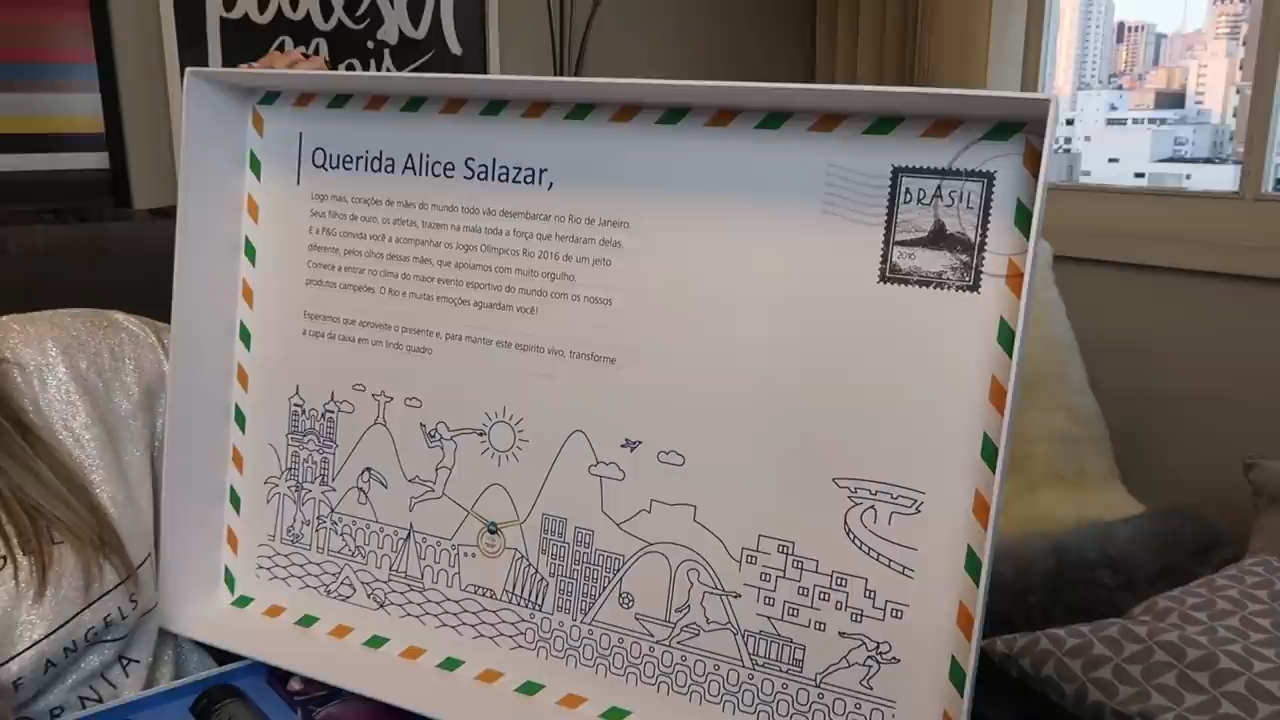 Mais
Querida Alice Salazar,
Logo mais, corações de mães do mundo todo vão desembarcar no Rio de Janeiro.
Seus filhos de ouro, os atletas, trazem na mala toda a força que herdaram delas.
E a P&G convida você a acompanhar os Jogos Olímpicos Rio 2016 de um jeito
diferente, pelos olhos dessas mães, que apoiamos com muito orgulho.
Comece a entrar no clima do maior evento esportivo do mundo com os nossos
produtos campeões. O Rio e muitas emoções aguardam você!
Esperamos que aproveite o presente e, para manter este espírito vivo, transforme
a capa da caixa em um lindo quadro
BRASIL
2016
ANGELS
RNIA